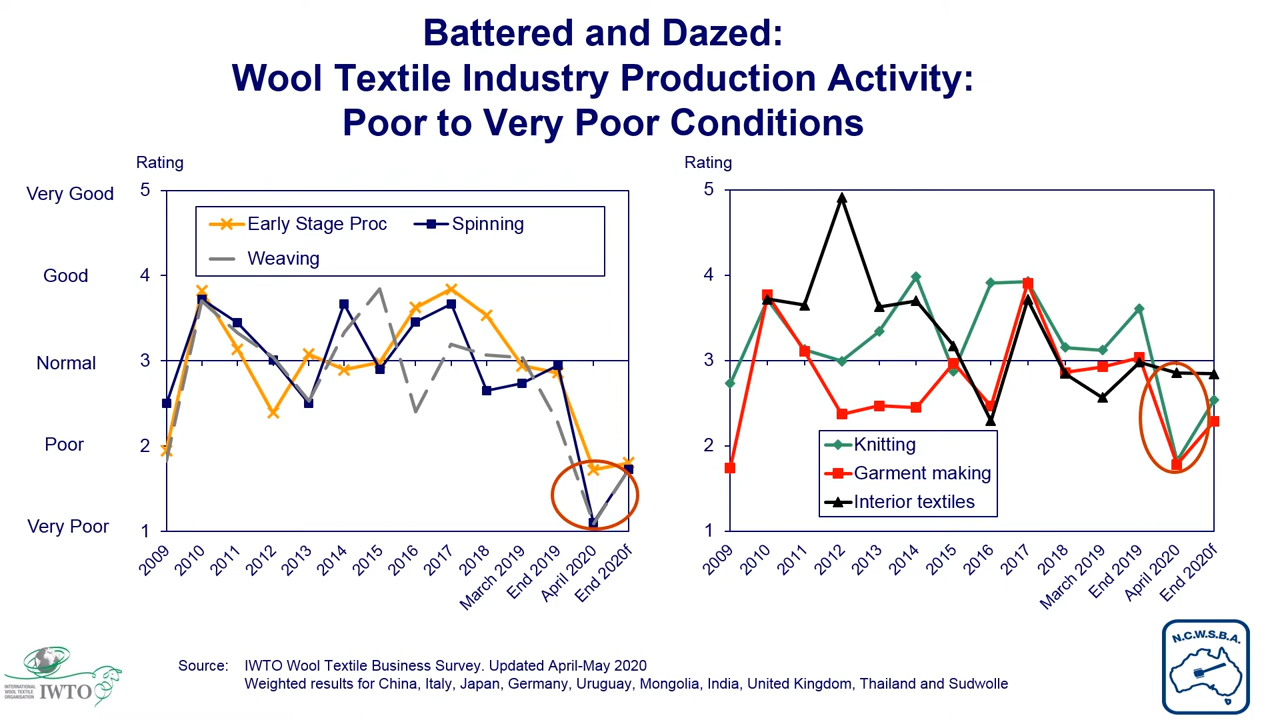 Battered and Dazed:
Wool Textile Industry Production Activity:
Poor to Very Poor Conditions
Rating
Very Good
Good
Normal
Poor
Very Poor
5
4
3
2
1
Early Stage Proc
Spinning
Weaving
2009
2010
2011
2012
2013
2014
2015
2016
2017
2018
March 2019
End 2019
April 2020
End 2020f
Rating
5
4
3
2
1
Knitting
Garment making
Interior textiles
2009
2010
2011
2012
2013
2014
2015
2016
2017
2018
March 2019
End 2019
April 2020
End 2020f
Source: IWTO Wool Textile Business Survey. Updated April-May 2020
Weighted results for China, Italy, Japan, Germany, Uruguay, Mongolia, India, United Kingdom, Thailand and Sudwolle
INTERNATIONAL
WOOL TEXTILE
ORGANISATION
IWTO
N.C.W.S.B.A.